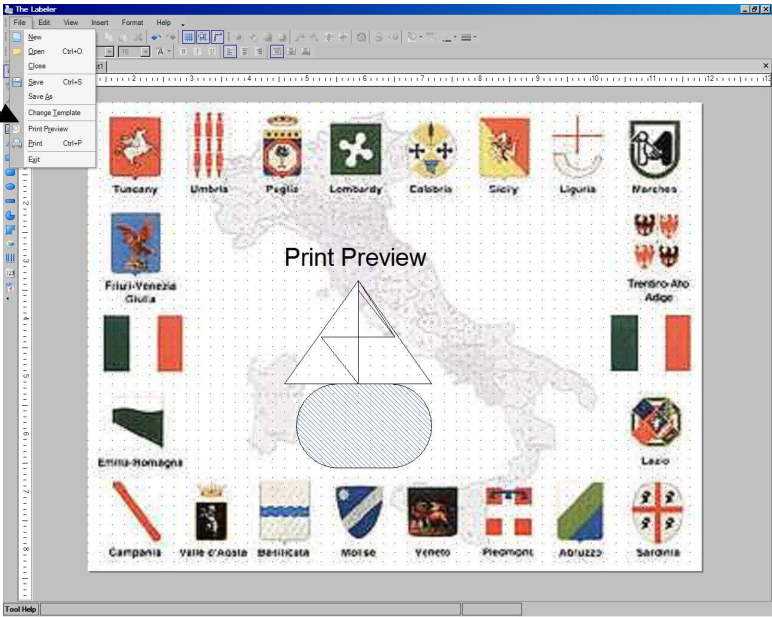 The Labeler
File Edit View Insert Format Help
New
Open Ctrl+O
Close
Save Ctrl+S
Save As
Change Template
Print Preview
Print Ctrl+P
Exit
16
Tuscany Umbria Puglia Lombardy Calabria Sicily Liguria Marches
Print Preview
Friuli-Venezia
Giulia
Trentino-Alto
Adige
Emilia-Romagna
Lazio
Campania Valle d'Aosta Basilicata Molise Veneto Piedmont Abruzzo Sardinia
Tool Help